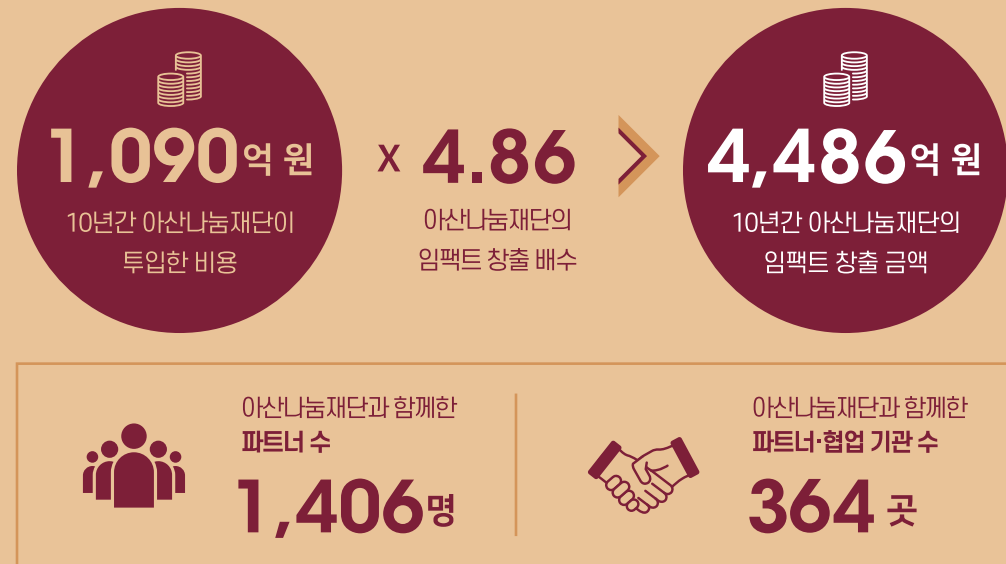 1,090억 원
10년간 아산나눔재단이
투입한 비용
x 4.86
아산나눔재단의
임팩트 창출 배수
4,486억 원
10년간 아산나눔재단의
임팩트 창출 금액
아산나눔재단과 함께한
파트너 수
1,406명
아산나눔재단과 함께한
파트너·협업 기관 수
364 곳